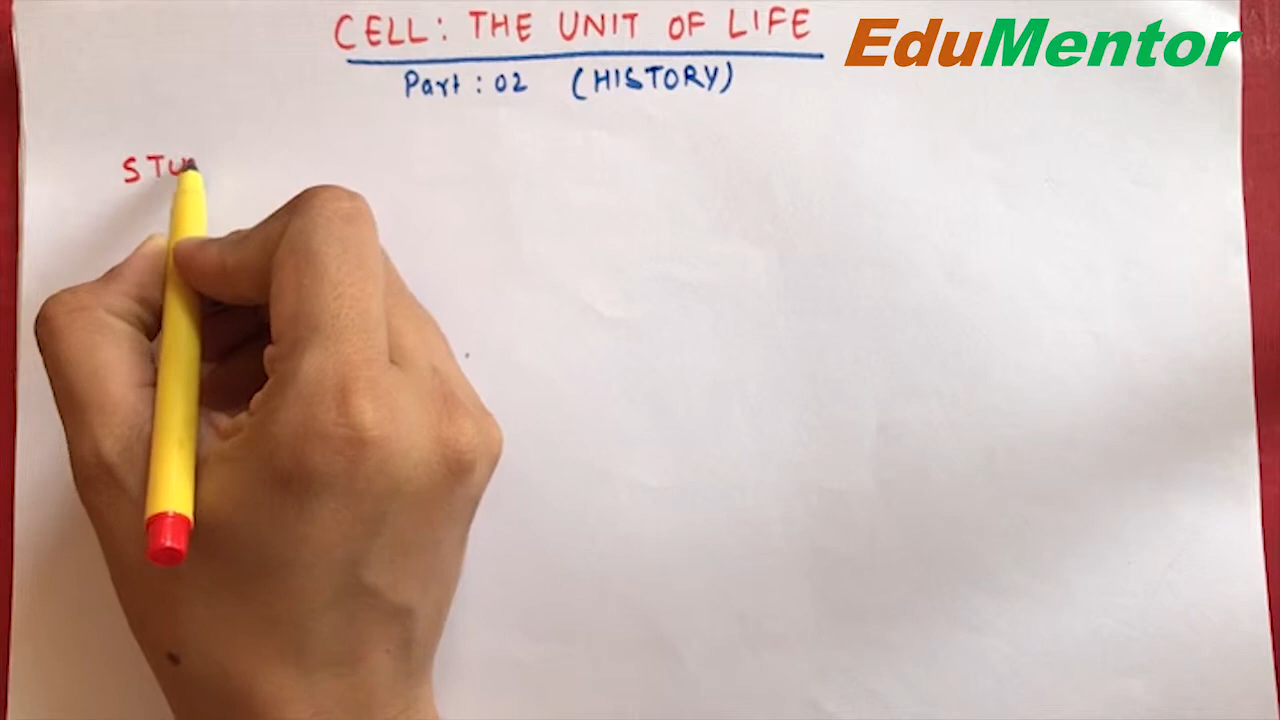 CELL: THE UNIT OF LIFE
EduMentor
Part: 02 (HISTORY)
STU